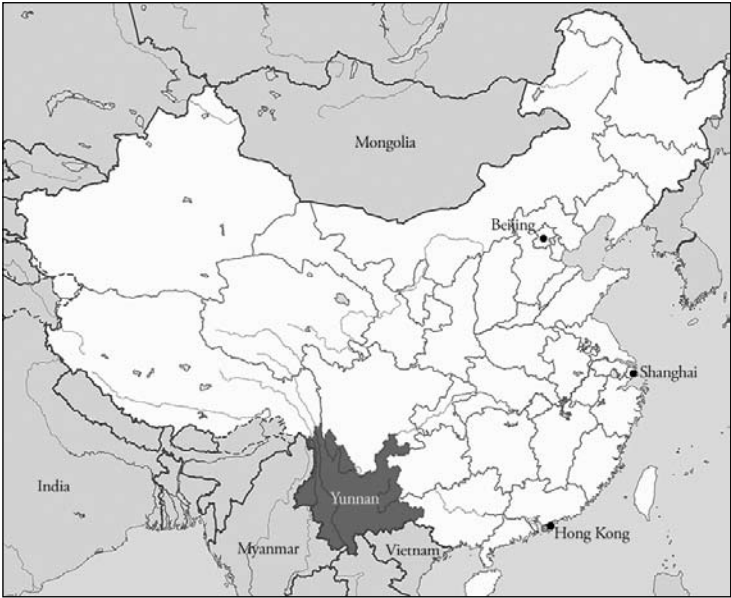 Mongolia
Beijing
Shanghai
India
Yunnan
Myanmar
Vietnam
Hong Kong